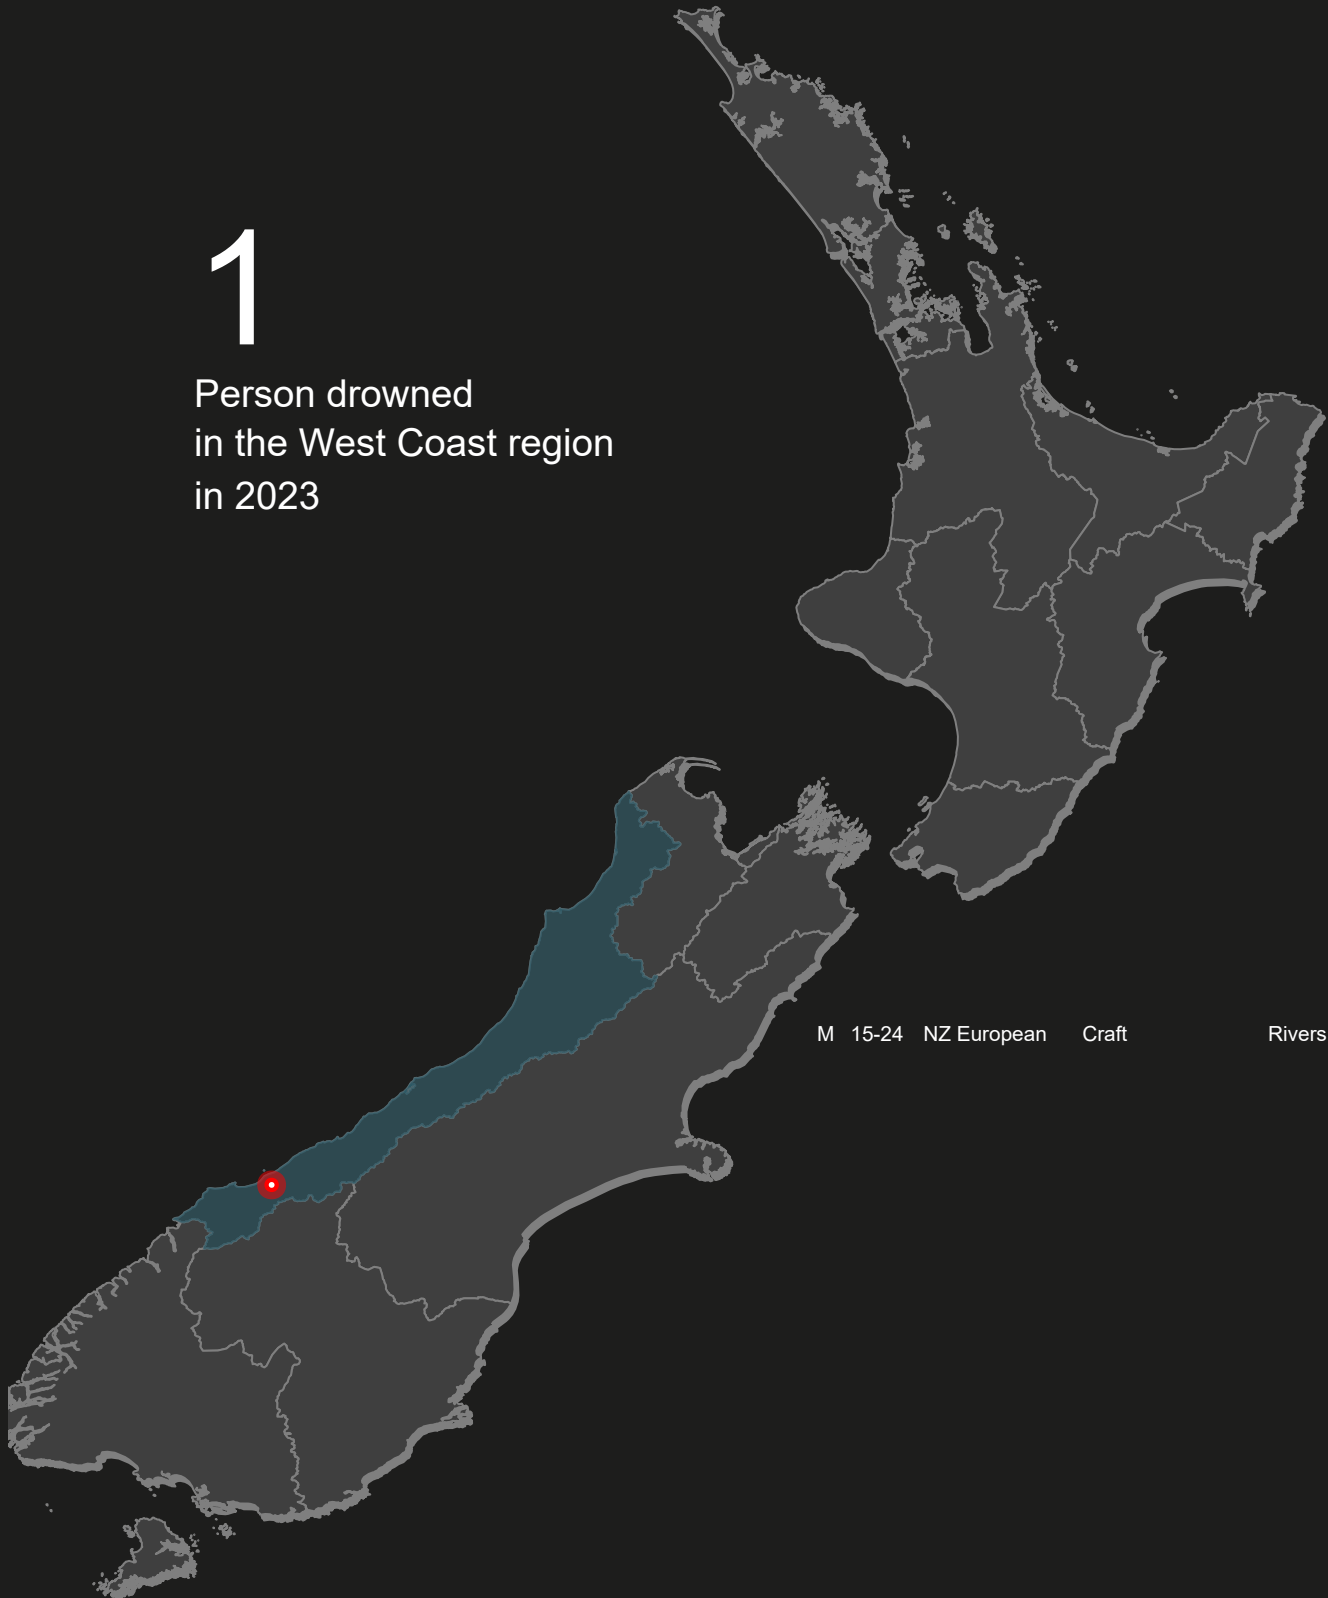 1
Person drowned
in the West Coast region
in 2023
M 15-24 NZ European Craft Rivers